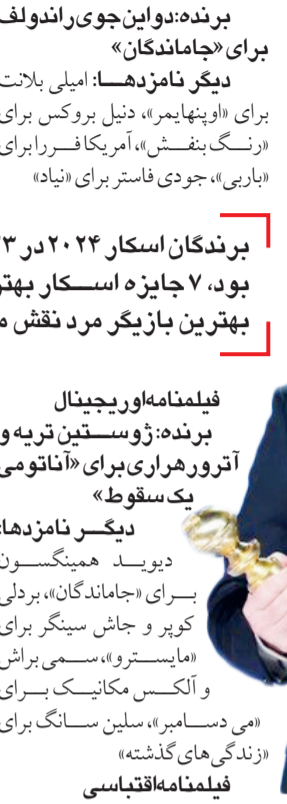 برنده: دواین جوی راندولف
برای «جاماندگان»
دیگر نامزدها: امیلی بلانت
برای «اوپنهایمر»، دنیل بروکس برای
«رنگ بنفش»، آمریکا فررا برای
«باربی»، جودی فاستر برای «نیاد»
برندگان اسکار ۲۰۲۴ در ۳
بود، ۷ جایزه اسکار بهتر
بهترین بازیگر مرد نقش م
فیلمنامه اوریجینال
برنده: ژوستین تریه و
آرتور هراری برای «آناتومی
یک سقوط»
دیگر نامزدها:
دیوید همینگسون
برای «جاماندگان»، بردلی
کوپر و جاش سینگر برای
«مایسترو»، سمی براش
و آلکس مکانیک برای
«می دسامبر»، سلین سانگ برای
«زندگی های گذشته»
فیلمنامه اقتباسی